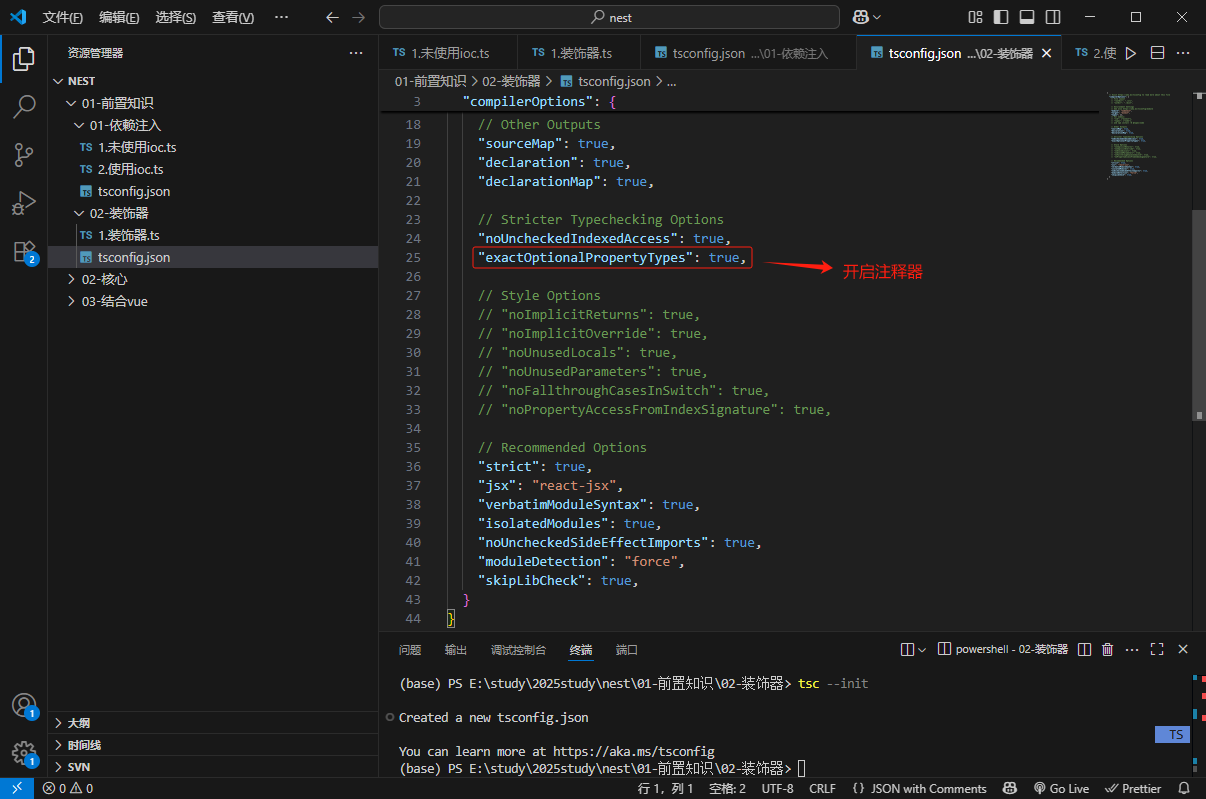 文件(F) 编辑(E) 选择(S) 查看(V) ··· nest
资源管理器 ···
NEST
01-前置知识
01-依赖注入
TS 1.未使用ioc.ts
TS 2.使用ioc.ts
TS tsconfig.json
02-装饰器
TS 1.装饰器.ts
TS tsconfig.json
02-核心
03-结合vue
大纲
时间线
SVN
2
1
1
TS 1.未使用ioc.ts TS 1.装饰器.ts TS tsconfig.json ...\01-依赖注入 TS tsconfig.json ...\02-装饰器 TS 2.使 ···
01-前置知识 > 02-装饰器 > TS tsconfig.json > ...
3 "compilerOptions": {
18 // Other Outputs
19 "sourceMap": true,
20 "declaration": true,
21 "declarationMap": true,
22
23 // Stricter Typechecking Options
24 "noUncheckedIndexedAccess": true,
25 "exactOptionalPropertyTypes": true,
开启注释器
26
27 // Style Options
28 // "noImplicitReturns": true,
29 // "noImplicitOverride": true,
30 // "noUnusedLocals": true,
31 // "noUnusedParameters": true,
32 // "noFallthroughCasesInSwitch": true,
33 // "noPropertyAccessFromIndexSignature": true,
34
35 // Recommended Options
36 "strict": true,
37 "jsx": "react-jsx",
38 "verbatimModuleSyntax": true,
39 "isolatedModules": true,
40 "noUncheckedSideEffectImports": true,
41 "moduleDetection": "force",
42 "skipLibCheck": true,
43 }
44 }
问题 输出 调试控制台 终端 端口 powershell - 02-装饰器 ···
(base) PS E:\study\2025study\nest\01-前置知识\02-装饰器> tsc --init
Created a new tsconfig.json
TS
You can learn more at https://aka.ms/tsconfig
(base) PS E:\study\2025study\nest\01-前置知识\02-装饰器>
0 0 行 1，列 1 空格: 2 UTF-8 CRLF {} JSON with Comments Go Live Prettier